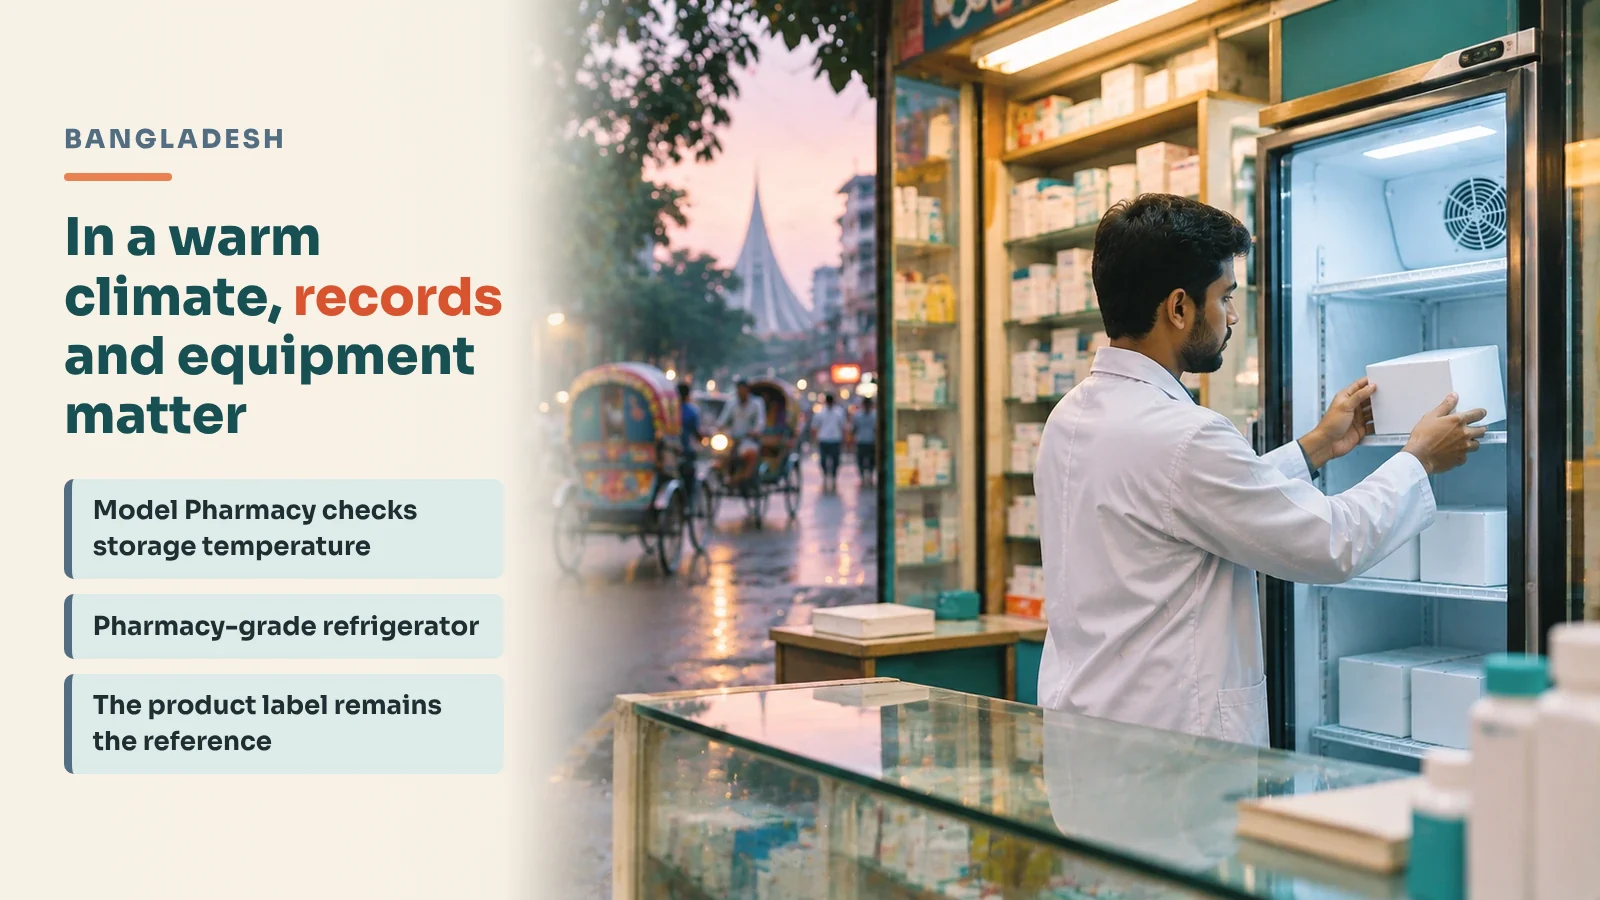 BANGLADESH
In a warm
climate, records
and equipment
matter
Model Pharmacy checks
storage temperature
Pharmacy-grade refrigerator
The product label remains
the reference